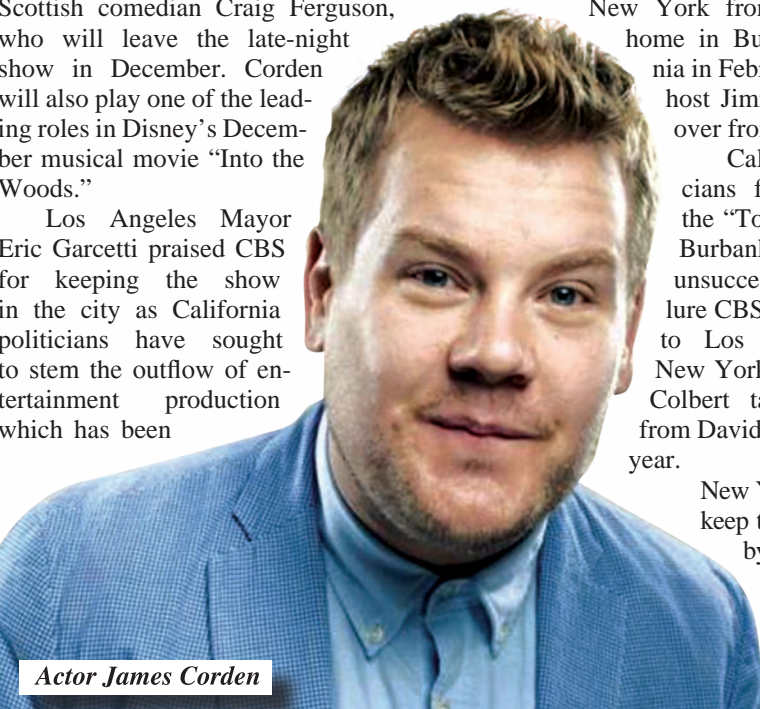 Scottish comedian Craig Ferguson,
who will leave the late-night
show in December. Corden
will also play one of the lead-
ing roles in Disney's Decem-
ber musical movie “Into the
Woods.”
Los Angeles Mayor
Eric Garcetti praised CBS
for keeping the show
in the city as California
politicians have sought
to stem the outflow of en-
tertainment production
which has been
New York from
home in Bu
nia in Feb
host Jim
over from
Cal
cians f
the “To
Burban
unsucce
lure CBS
to Los
New York
Colbert ta
from David
year.
New Y
keep t
by
Actor James Corden